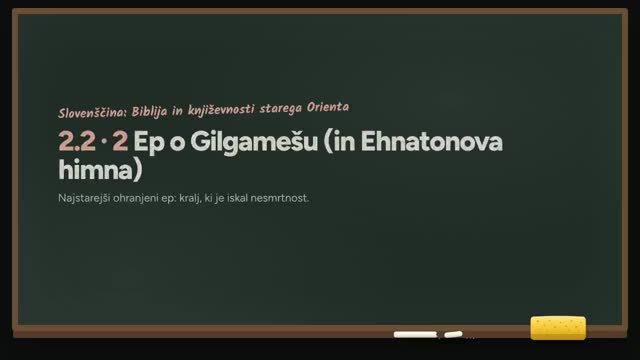 Slovenščina: Biblija in književnosti starega Orienta
2.2 · 2 Ep o Gilgamešu (in Ehnatonova
himna)
Najstarejši ohranjeni ep: kralj, ki je iskal nesmrtnost.